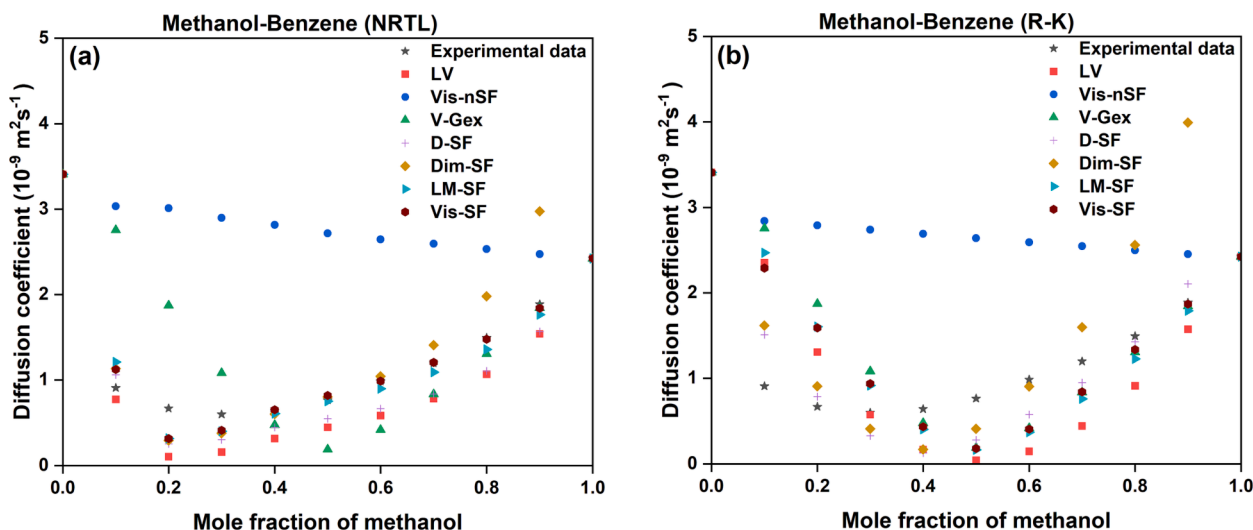 Methanol-Benzene (NRTL)
(a)
Experimental data
LV
Vis-nSF
V-Gex
D-SF
Dim-SF
LM-SF
Vis-SF
5
4
3
2
1
0
0.0 0.2 0.4 0.6 0.8 1.0
Diffusion coefficient (10⁻⁹ m²s⁻¹)
Mole fraction of methanol
Methanol-Benzene (R-K)
(b)
Experimental data
LV
Vis-nSF
V-Gex
D-SF
Dim-SF
LM-SF
Vis-SF
5
4
3
2
1
0
0.0 0.2 0.4 0.6 0.8 1.0
Diffusion coefficient (10⁻⁹ m²s⁻¹)
Mole fraction of methanol